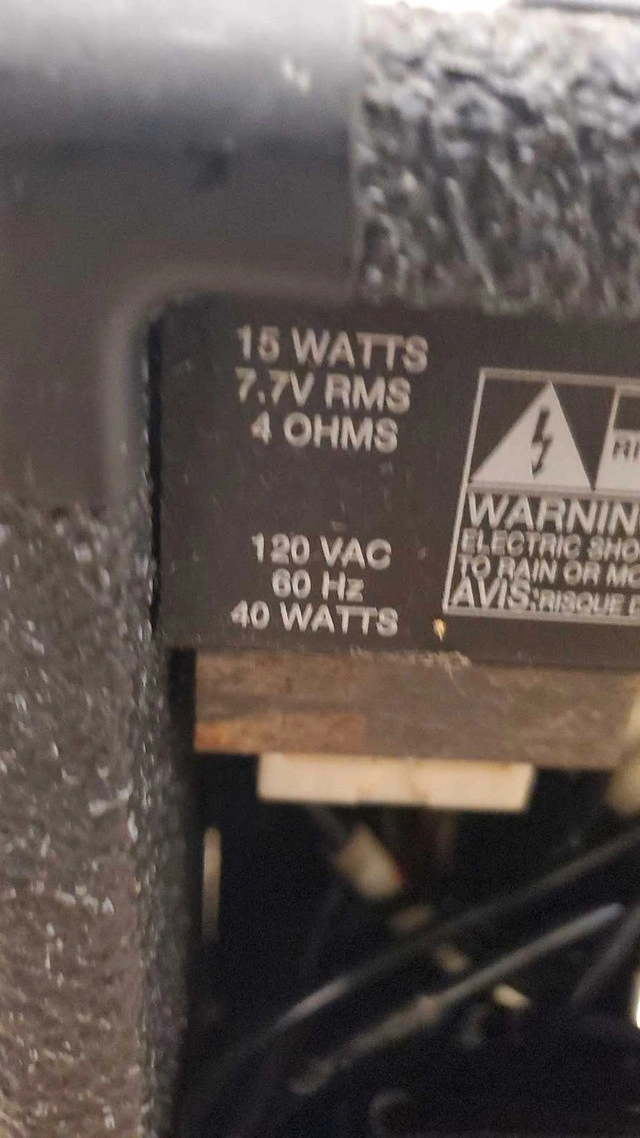 15 WATTS
7.7V RMS
4 OHMS
120 VAC
60 Hz
40 WATTS
WARNIN
ELECTRIC SHO
TO RAIN OR MO
AVIS: RISQUE